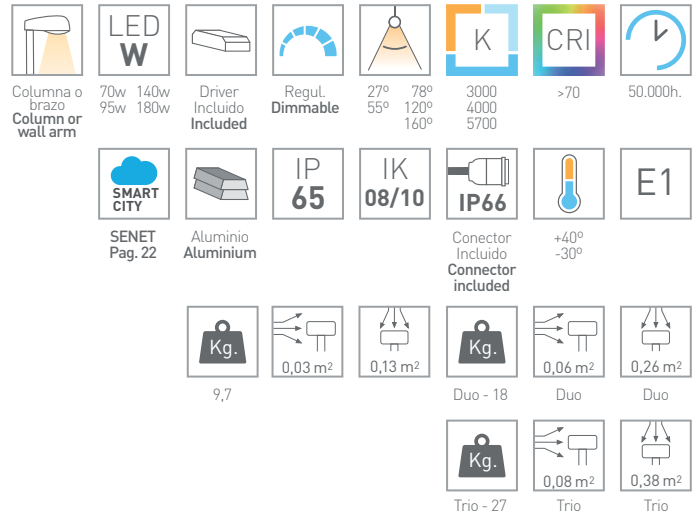 LED
W
K
CRI
Columna o
brazo
Column or
wall arm
70w 140w
95w 180w
Driver
Incluido
Included
Regul.
Dimmable
27º 78º
55º 120º
160º
3000
4000
5700
>70
50.000h.
SMART
CITY
IP
65
IK
08/10
IP66
E1
SENET
Pag. 22
Aluminio
Aluminium
Conector
Incluido
Connector
included
+40º
-30º
Kg.
0,03 m²
0,13 m²
Kg.
0,06 m²
0,26 m²
9,7
Duo - 18
Duo
Duo
Kg.
0,08 m²
0,38 m²
Trio - 27
Trio
Trio